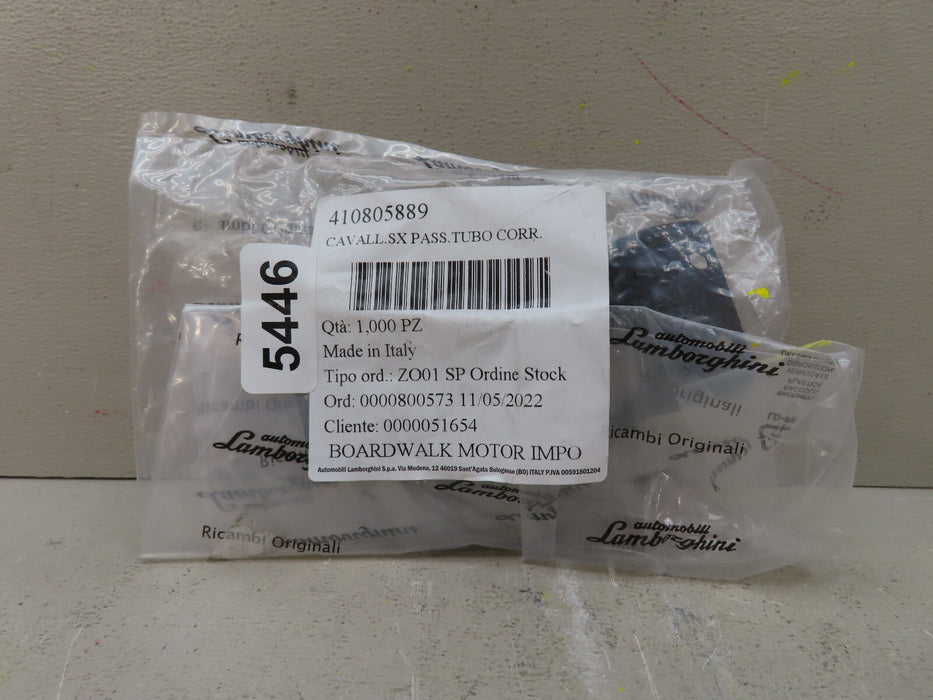 410805889
CAVALL.SX PASS.TUBO CORR.
5446
Qtà: 1,000 PZ
Made in Italy
Tipo ord.: ZO01 SP Ordine Stock
Ord: 0000800573 11/05/2022
Cliente: 0000051654
BOARDWALK MOTOR IMPO
Automobili Lamborghini S.p.a. Via Modena, 12 40019 Sant'Agata Bolognese (BO) ITALY P.IVA 00591801204
automobili
Lamborghini
Ricambi Originali
automobili
Lamborghini
Lamborghini
Ricambi Originali